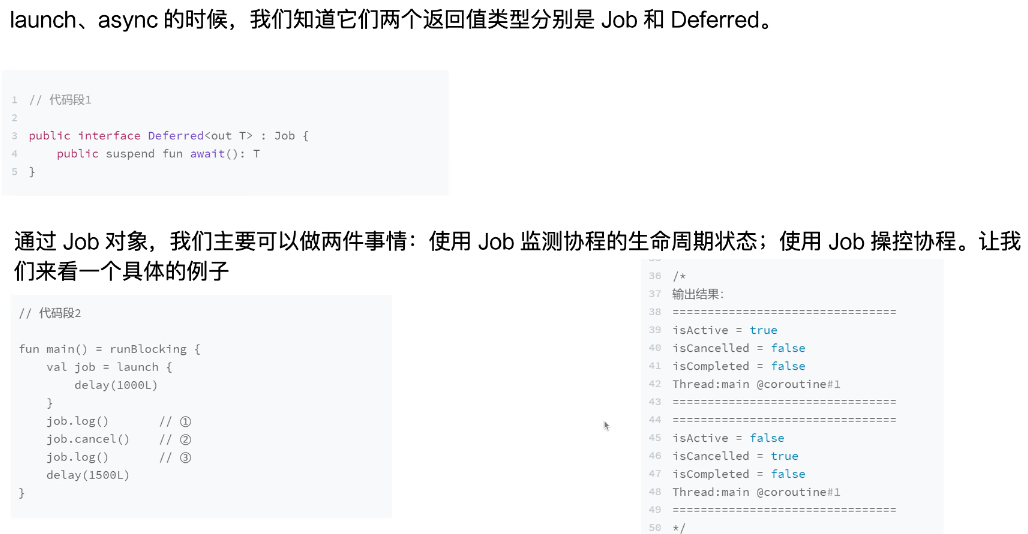 launch、async 的时候，我们知道它们两个返回值类型分别是 Job 和 Deferred。
1 // 代码段1
2
3 public interface Deferred<out T> : Job {
4     public suspend fun await(): T
5 }
通过 Job 对象，我们主要可以做两件事情：使用 Job 监测协程的生命周期状态；使用 Job 操控协程。让我
们来看一个具体的例子
// 代码段2
fun main() = runBlocking {
    val job = launch {
        delay(1000L)
    }
    job.log()       // ①
    job.cancel()    // ②
    job.log()       // ③
    delay(1500L)
}
36 /*
37 输出结果：
38 ================================
39 isActive = true
40 isCancelled = false
41 isCompleted = false
42 Thread:main @coroutine#1
43 ================================
44 ================================
45 isActive = false
46 isCancelled = true
47 isCompleted = false
48 Thread:main @coroutine#1
49 ================================
50 */